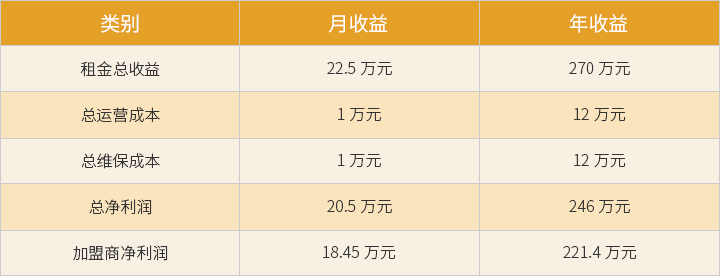 类别 月收益 年收益
租金总收益 22.5 万元 270 万元
总运营成本 1 万元 12 万元
总维保成本 1 万元 12 万元
总净利润 20.5 万元 246 万元
加盟商净利润 18.45 万元 221.4 万元